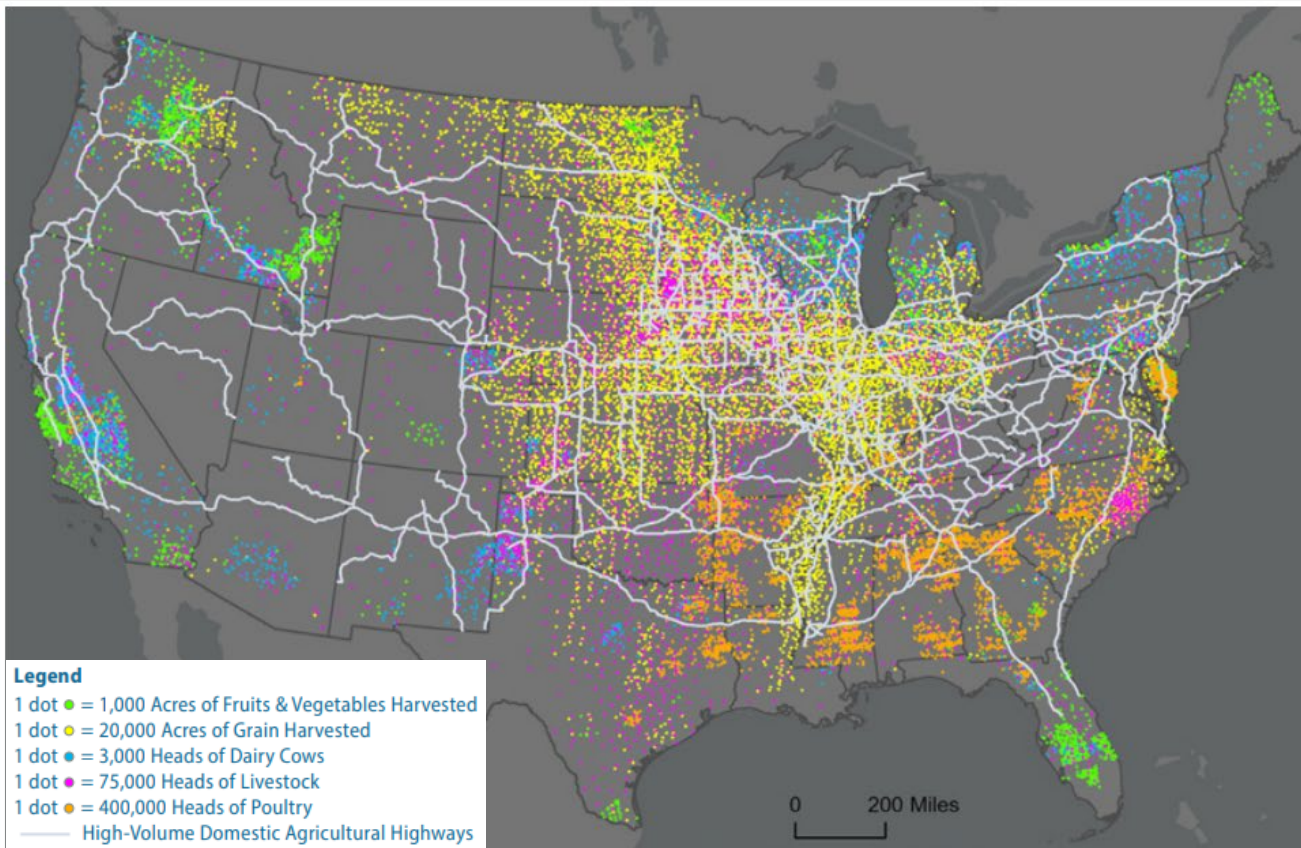 Legend
1 dot = 1,000 Acres of Fruits & Vegetables Harvested
1 dot = 20,000 Acres of Grain Harvested
1 dot = 3,000 Heads of Dairy Cows
1 dot = 75,000 Heads of Livestock
1 dot = 400,000 Heads of Poultry
High-Volume Domestic Agricultural Highways
0 200 Miles